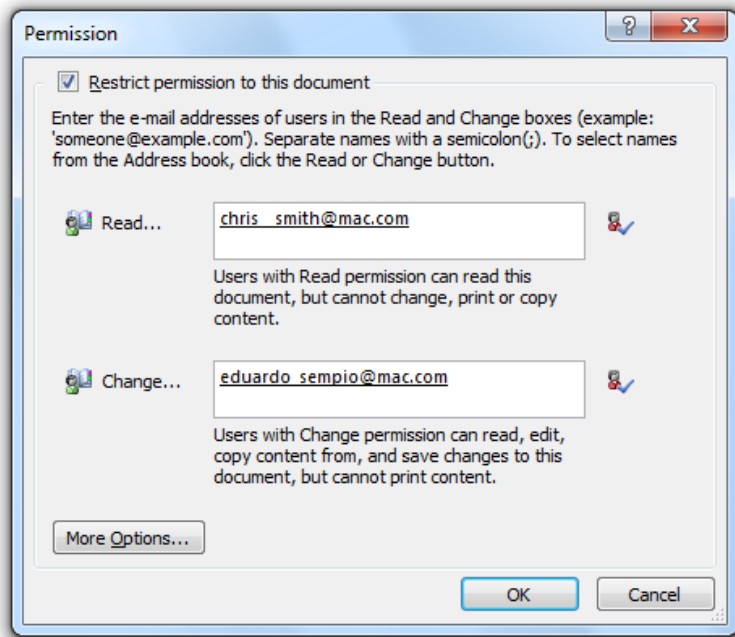 Permission
Restrict permission to this document
Enter the e-mail addresses of users in the Read and Change boxes (example:
'someone@example.com'). Separate names with a semicolon(;). To select names
from the Address book, click the Read or Change button.
Read...
chris__smith@mac.com
Users with Read permission can read this
document, but cannot change, print or copy
content.
Change...
eduardo_sempio@mac.com
Users with Change permission can read, edit,
copy content from, and save changes to this
document, but cannot print content.
More Options...
OK
Cancel